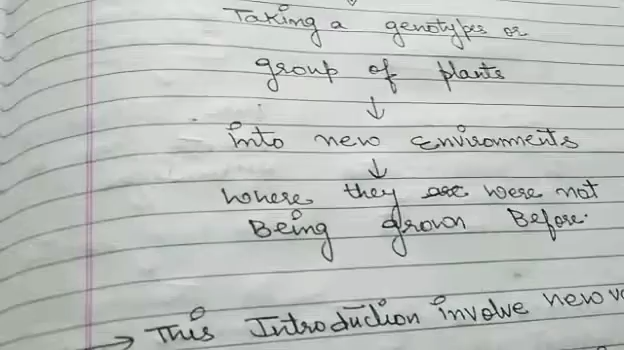 Taking a genotypes or
group of plants
↓
into new Environments
↓
where they are were not
Being grown Before.
→ This Introduction involve new